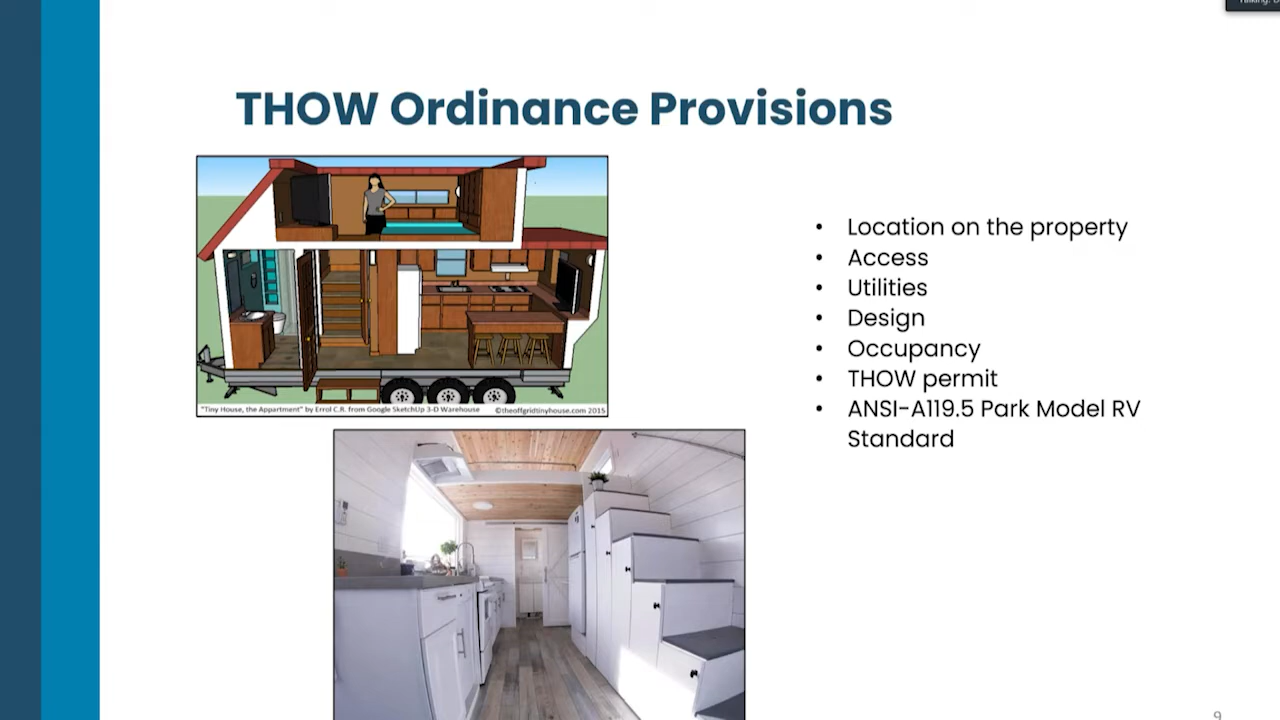 THOW Ordinance Provisions
"Tiny House, the Appartment" by Errol C.R. from Google SketchUp 3-D Warehouse ©theoffgridtinyhouse.com 2015
• Location on the property
• Access
• Utilities
• Design
• Occupancy
• THOW permit
• ANSI-A119.5 Park Model RV
Standard
9